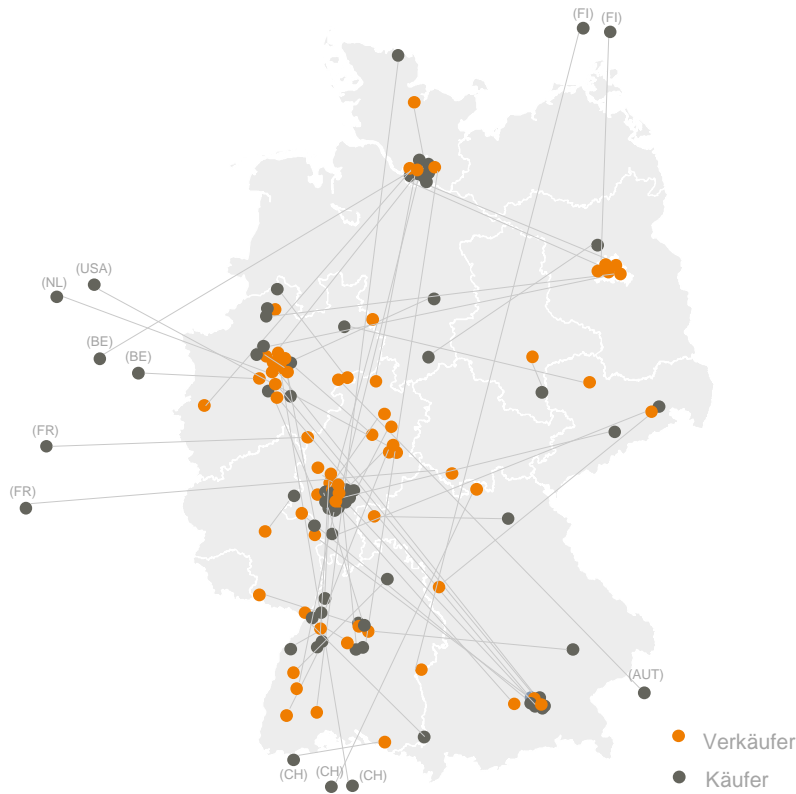 (FI)
(FI)
(USA)
(NL)
(BE)
(BE)
(FR)
(FR)
(AUT)
Verkäufer
(CH)
(CH)
(CH)
Käufer